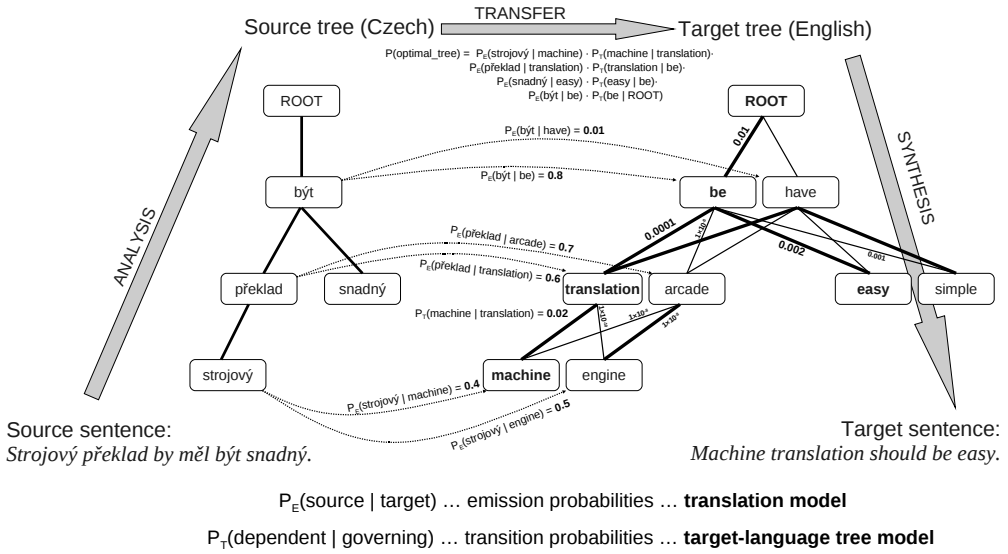 TRANSFER
Source tree (Czech)
Target tree (English)
P(optimal_tree) = P_E(strojový | machine) · P_T(machine | translation)·
P_E(překlad | translation) · P_T(translation | be)·
P_E(snadný | easy) · P_T(easy | be)·
P_E(být | be) · P_T(be | ROOT)
ANALYSIS
SYNTHESIS
ROOT
ROOT
P_E(být | have) = 0.01
0.01
P_E(být | be) = 0.8
být
be
have
0.0001
0.002
0.001
P_E(překlad | arcade) = 0.7
P_E(překlad | translation) = 0.6
překlad
snadný
translation
arcade
easy
simple
P_T(machine | translation) = 0.02
strojový
machine
engine
P_E(strojový | machine) = 0.4
P_E(strojový | engine) = 0.5
Source sentence:
Strojový překlad by měl být snadný.
Target sentence:
Machine translation should be easy.
P_E(source | target) … emission probabilities … translation model
P_T(dependent | governing) … transition probabilities … target-language tree model